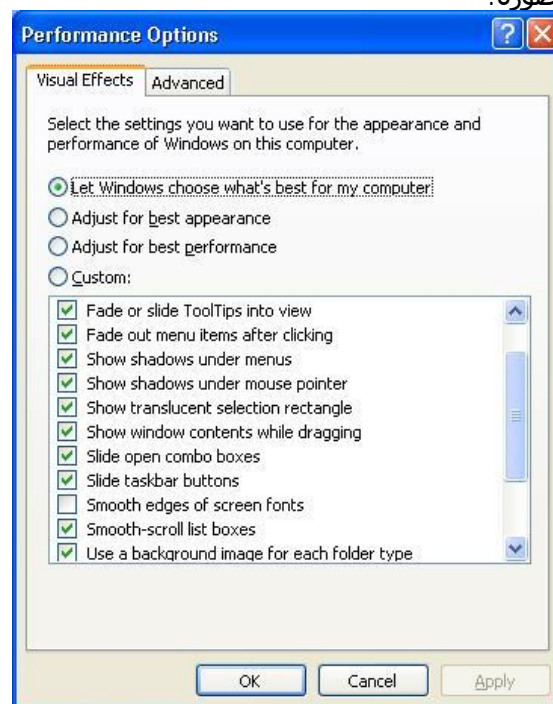 صورة:
Performance Options
Visual Effects
Advanced
Select the settings you want to use for the appearance and
performance of Windows on this computer.
Let Windows choose what's best for my computer
Adjust for best appearance
Adjust for best performance
Custom:
Fade or slide ToolTips into view
Fade out menu items after clicking
Show shadows under menus
Show shadows under mouse pointer
Show translucent selection rectangle
Show window contents while dragging
Slide open combo boxes
Slide taskbar buttons
Smooth edges of screen fonts
Smooth-scroll list boxes
Use a background image for each folder type
OK
Cancel
Apply